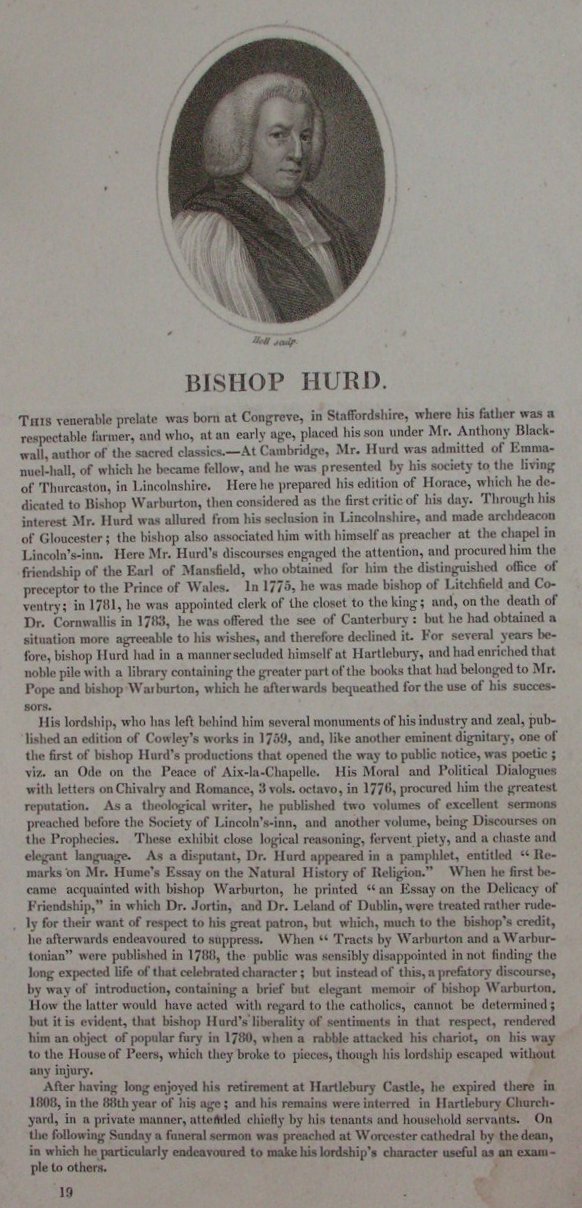 Holl sculp.
BISHOP HURD.
THIS venerable prelate was born at Congreve, in Staffordshire, where his father was a
respectable farmer, and who, at an early age, placed his son under Mr. Anthony Black-
wall, author of the sacred classics.—At Cambridge, Mr. Hurd was admitted of Emma-
nuel-hall, of which he became fellow, and he was presented by his society to the living
of Thurcaston, in Lincolnshire. Here he prepared his edition of Horace, which he de-
dicated to Bishop Warburton, then considered as the first critic of his day. Through his
interest Mr. Hurd was allured from his seclusion in Lincolnshire, and made archdeacon
of Gloucester; the bishop also associated him with himself as preacher at the chapel in
Lincoln's-inn. Here Mr. Hurd's discourses engaged the attention, and procured him the
friendship of the Earl of Mansfield, who obtained for him the distinguished office of
preceptor to the Prince of Wales. In 1775, he was made bishop of Litchfield and Co-
ventry; in 1781, he was appointed clerk of the closet to the king; and, on the death of
Dr. Cornwallis in 1783, he was offered the see of Canterbury: but he had obtained a
situation more agreeable to his wishes, and therefore declined it. For several years be-
fore, bishop Hurd had in a manner secluded himself at Hartlebury, and had enriched that
noble pile with a library containing the greater part of the books that had belonged to Mr.
Pope and bishop Warburton, which he afterwards bequeathed for the use of his succes-
sors.
His lordship, who has left behind him several monuments of his industry and zeal, pub-
lished an edition of Cowley's works in 1759, and, like another eminent dignitary, one of
the first of bishop Hurd's productions that opened the way to public notice, was poetic;
viz. an Ode on the Peace of Aix-la-Chapelle. His Moral and Political Dialogues
with letters on Chivalry and Romance, 3 vols. octavo, in 1776, procured him the greatest
reputation. As a theological writer, he published two volumes of excellent sermons
preached before the Society of Lincoln's-inn, and another volume, being Discourses on
the Prophecies. These exhibit close logical reasoning, fervent piety, and a chaste and
elegant language. As a disputant, Dr. Hurd appeared in a pamphlet, entitled "Re-
marks on Mr. Hume's Essay on the Natural History of Religion." When he first be-
came acquainted with bishop Warburton, he printed "an Essay on the Delicacy of
Friendship," in which Dr. Jortin, and Dr. Leland of Dublin, were treated rather rude-
ly for their want of respect to his great patron, but which, much to the bishop's credit,
he afterwards endeavoured to suppress. When "Tracts by Warburton and a Warbur-
tonian" were published in 1788, the public was sensibly disappointed in not finding the
long expected life of that celebrated character; but instead of this, a prefatory discourse,
by way of introduction, containing a brief but elegant memoir of bishop Warburton.
How the latter would have acted with regard to the catholics, cannot be determined;
but it is evident, that bishop Hurd's liberality of sentiments in that respect, rendered
him an object of popular fury in 1780, when a rabble attacked his chariot, on his way
to the House of Peers, which they broke to pieces, though his lordship escaped without
any injury.
After having long enjoyed his retirement at Hartlebury Castle, he expired there in
1808, in the 88th year of his age; and his remains were interred in Hartlebury Church-
yard, in a private manner, attended chiefly by his tenants and household servants. On
the following Sunday a funeral sermon was preached at Worcester cathedral by the dean,
in which he particularly endeavoured to make his lordship's character useful as an exam-
ple to others.
19